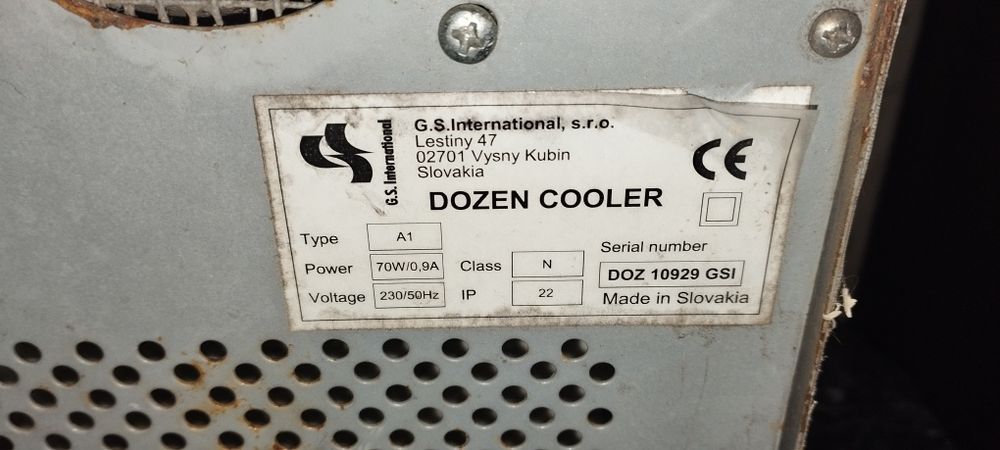 G.S.International
G.S.International, s.r.o.
Lestiny 47
02701 Vysny Kubin
Slovakia
CE
DOZEN COOLER
Type A1
Power 70W/0,9A Class N
Voltage 230/50Hz IP 22
Serial number
DOZ 10929 GSI
Made in Slovakia